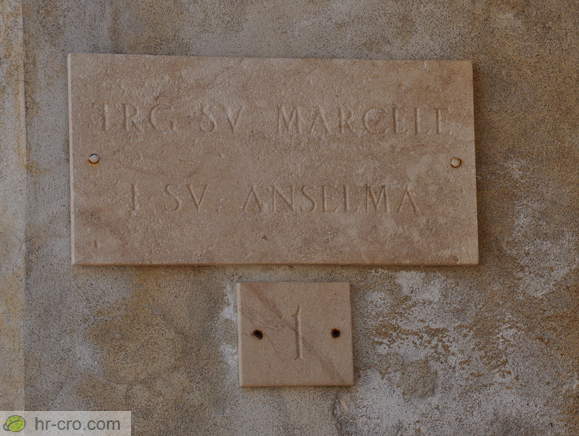 TRG SV. MARCELE
I SV. ANSELMA
1
hr-cro.com